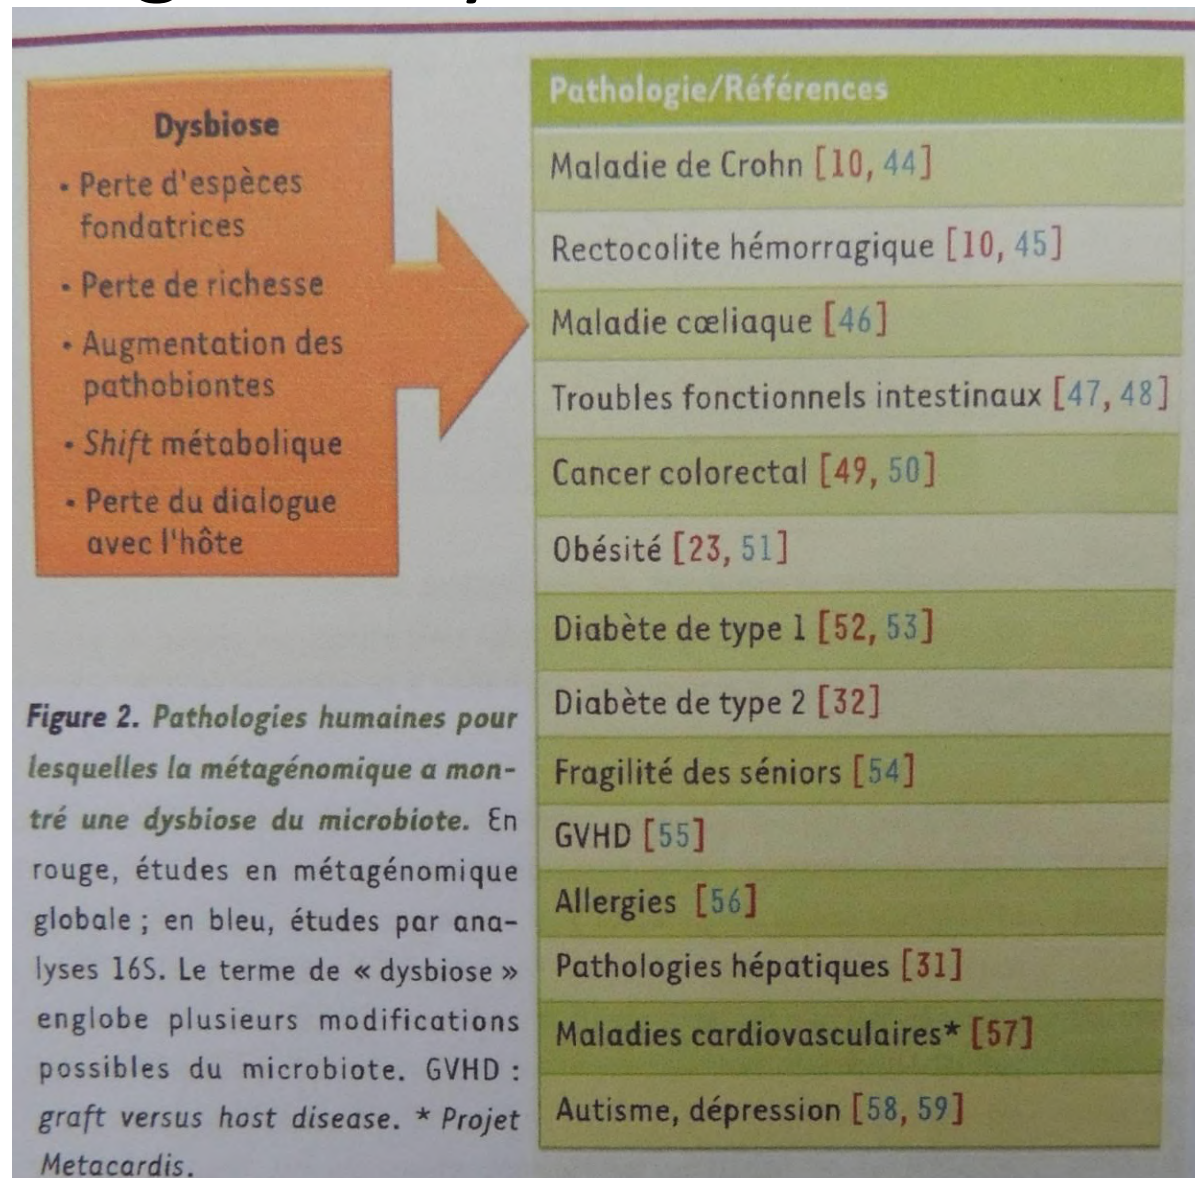 Dysbiose
• Perte d'espèces
fondatrices
• Perte de richesse
• Augmentation des
pathobiontes
• Shift métabolique
• Perte du dialogue
avec l'hôte
Pathologie/Références
Maladie de Crohn [10, 44]
Rectocolite hémorragique [10, 45]
Maladie cœliaque [46]
Troubles fonctionnels intestinaux [47, 48]
Cancer colorectal [49, 50]
Obésité [23, 51]
Diabète de type 1 [52, 53]
Diabète de type 2 [32]
Fragilité des séniors [54]
GVHD [55]
Allergies [56]
Pathologies hépatiques [31]
Maladies cardiovasculaires* [57]
Autisme, dépression [58, 59]
Figure 2. Pathologies humaines pour
lesquelles la métagénomique a mon-
tré une dysbiose du microbiote. En
rouge, études en métagénomique
globale ; en bleu, études par ana-
lyses 16S. Le terme de « dysbiose »
englobe plusieurs modifications
possibles du microbiote. GVHD :
graft versus host disease. * Projet
Metacardis.